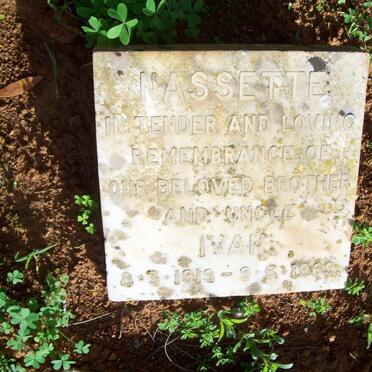 NASSETTE
IN TENDER AND LOVING
REMEMBRANCE OF
OUR BELOVED BROTHER
AND UNCLE
IVAN